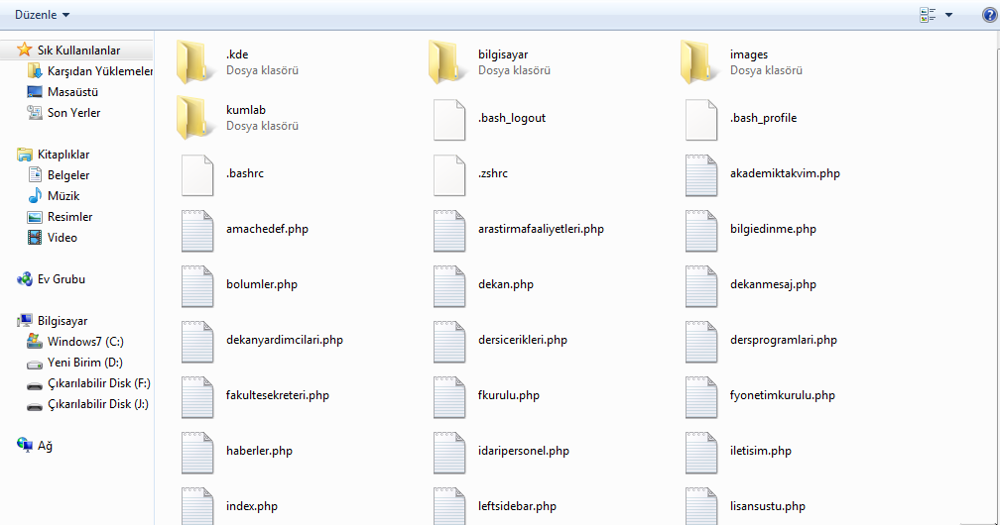 Düzenle
Sık Kullanılanlar
Karşıdan Yüklemeler
Masaüstü
Son Yerler
Kitaplıklar
Belgeler
Müzik
Resimler
Video
Ev Grubu
Bilgisayar
Windows7 (C:)
Yeni Birim (D:)
Çıkarılabilir Disk (F:)
Çıkarılabilir Disk (J:)
Ağ
.kde
Dosya klasörü
bilgisayar
Dosya klasörü
images
Dosya klasörü
kumlab
Dosya klasörü
.bash_logout
.bash_profile
.bashrc
.zshrc
akademiktakvim.php
amachedef.php
arastirmafaaliyetleri.php
bilgiedinme.php
bolumler.php
dekan.php
dekanmesaj.php
dekanyardimcilari.php
dersicerikleri.php
dersprogramlari.php
fakultesekreteri.php
fkurulu.php
fyonetimkurulu.php
haberler.php
idaripersonel.php
iletisim.php
index.php
leftsidebar.php
lisansustu.php